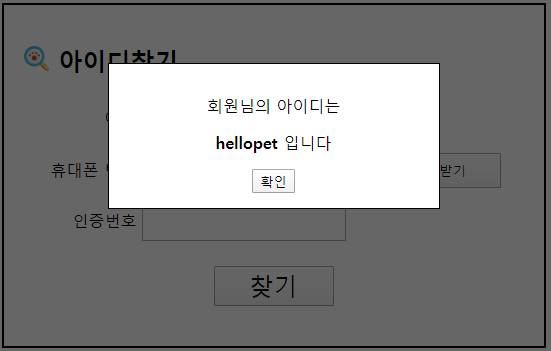 아이디찾기
회원님의 아이디는
hellopet 입니다
확인
휴대폰
받기
인증번호
찾기